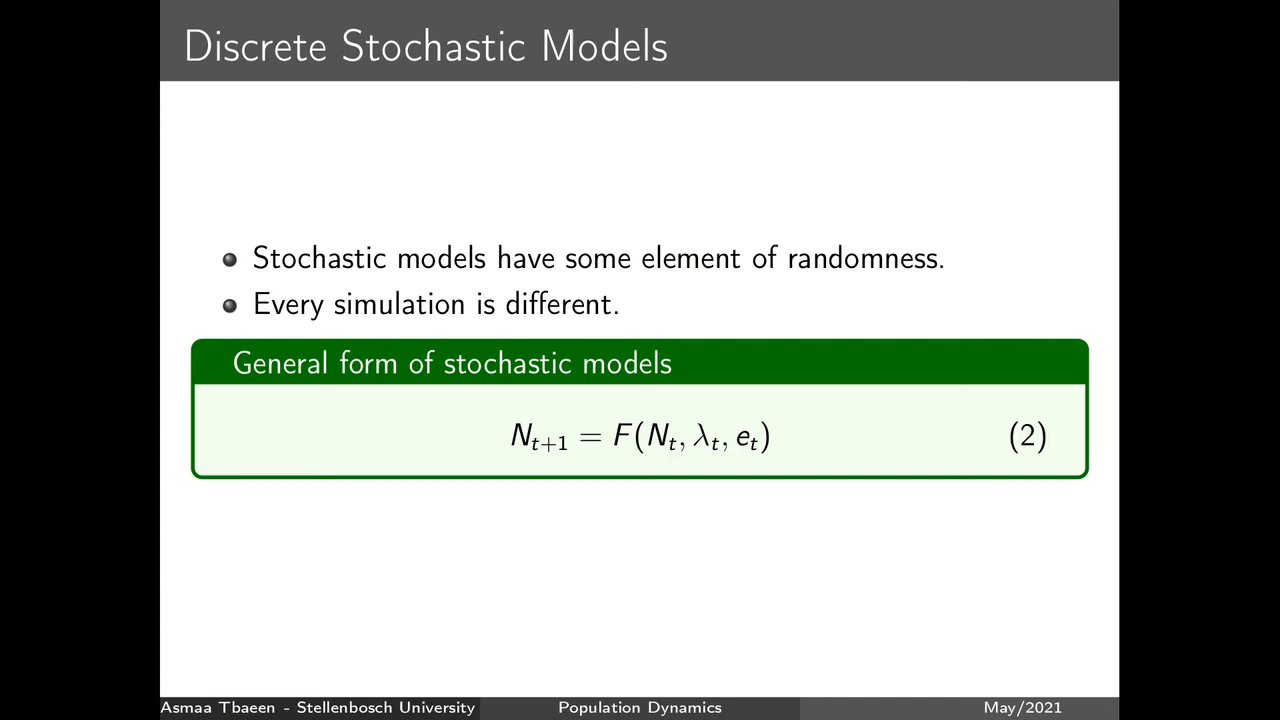 Discrete Stochastic Models
Stochastic models have some element of randomness.
Every simulation is different.
General form of stochastic models
N_{t+1} = F(N_t, λ_t, e_t) (2)
Asmaa Tbaeen - Stellenbosch University Population Dynamics May/2021